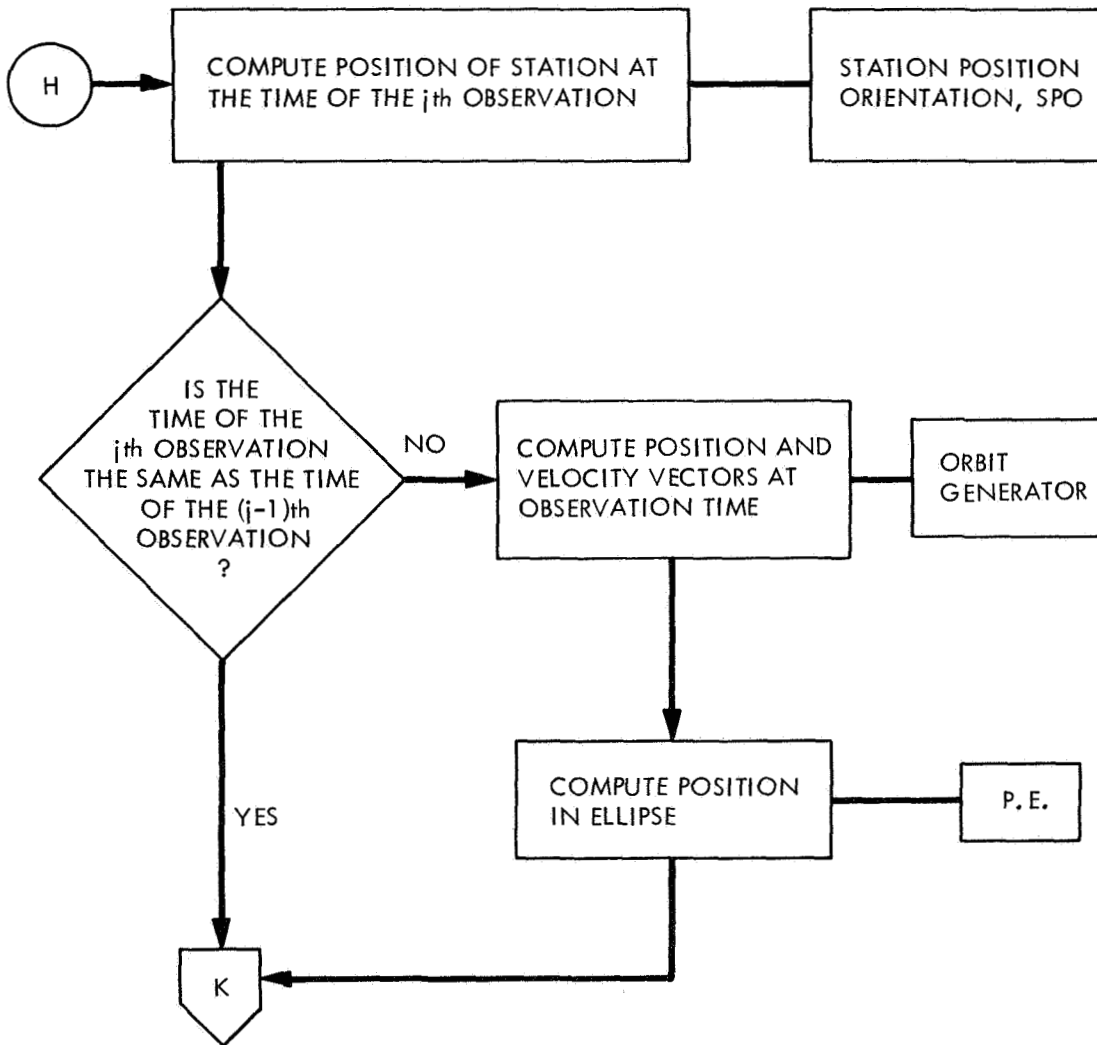 H
COMPUTE POSITION OF STATION AT
THE TIME OF THE jth OBSERVATION
STATION POSITION
ORIENTATION, SPO
IS THE
TIME OF THE
jth OBSERVATION
THE SAME AS THE TIME
OF THE (j-1)th
OBSERVATION
?
NO
COMPUTE POSITION AND
VELOCITY VECTORS AT
OBSERVATION TIME
ORBIT
GENERATOR
YES
COMPUTE POSITION
IN ELLIPSE
P.E.
K